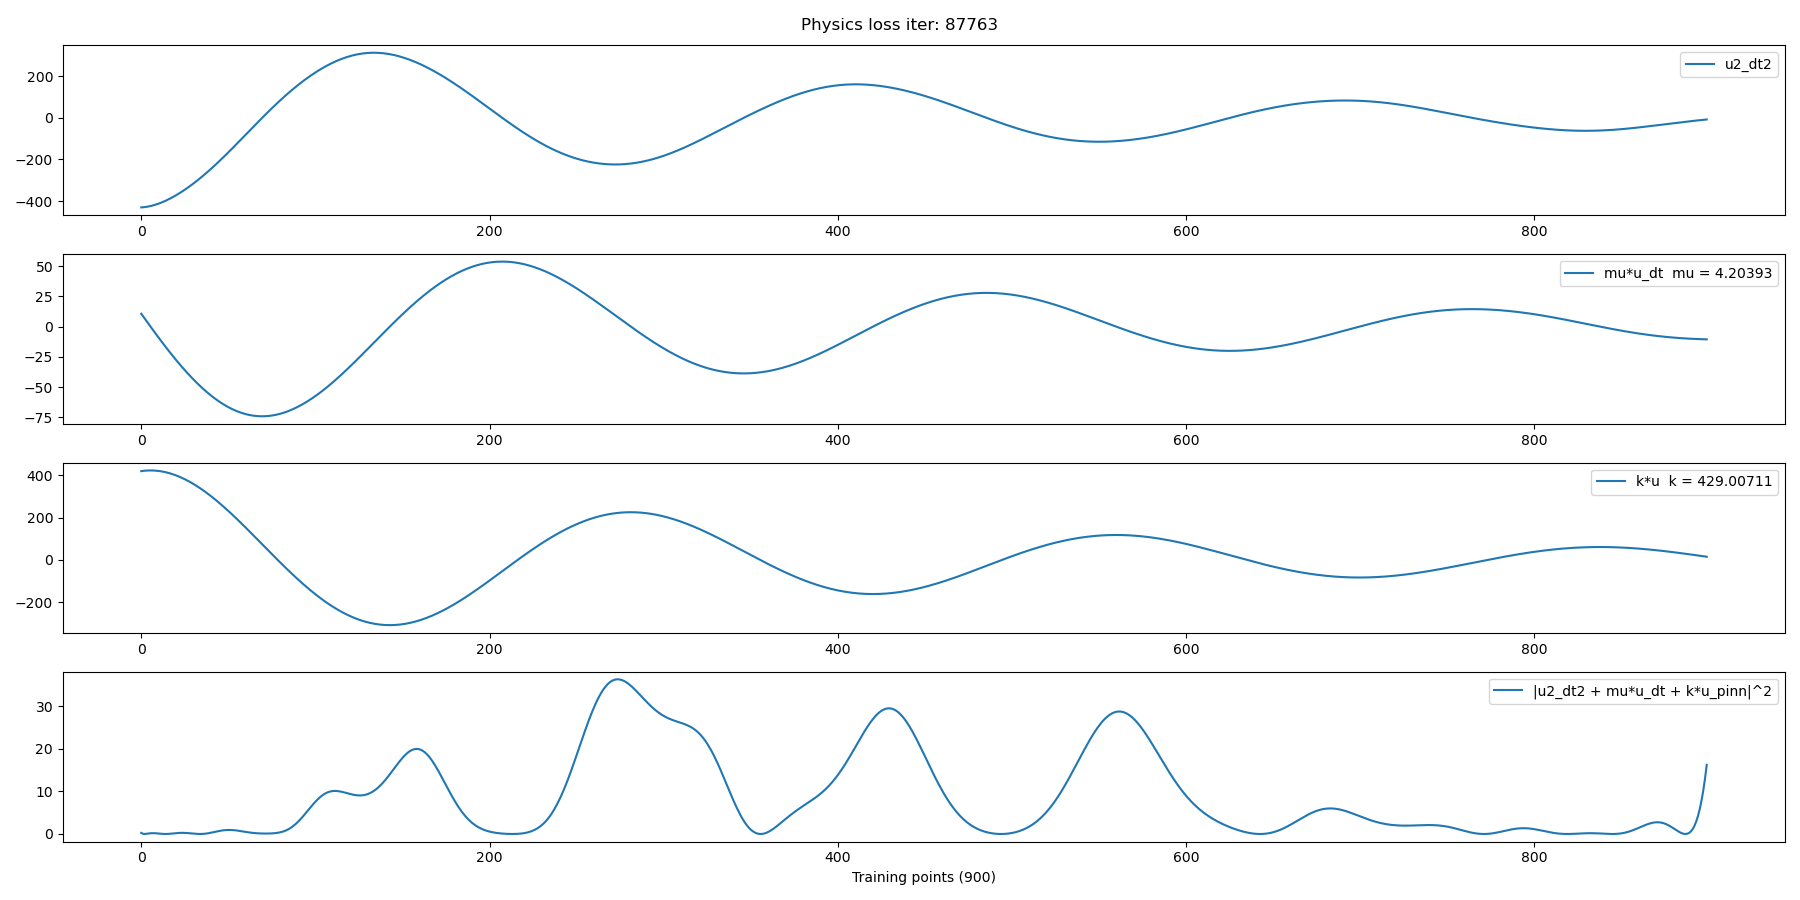 Physics loss iter: 87763
u2_dt2
200
0
−200
−400
0 200 400 600 800
mu*u_dt  mu = 4.20393
50
25
0
−25
−50
−75
0 200 400 600 800
k*u  k = 429.00711
400
200
0
−200
0 200 400 600 800
|u2_dt2 + mu*u_dt + k*u_pinn|^2
30
20
10
0
0 200 400 600 800
Training points (900)